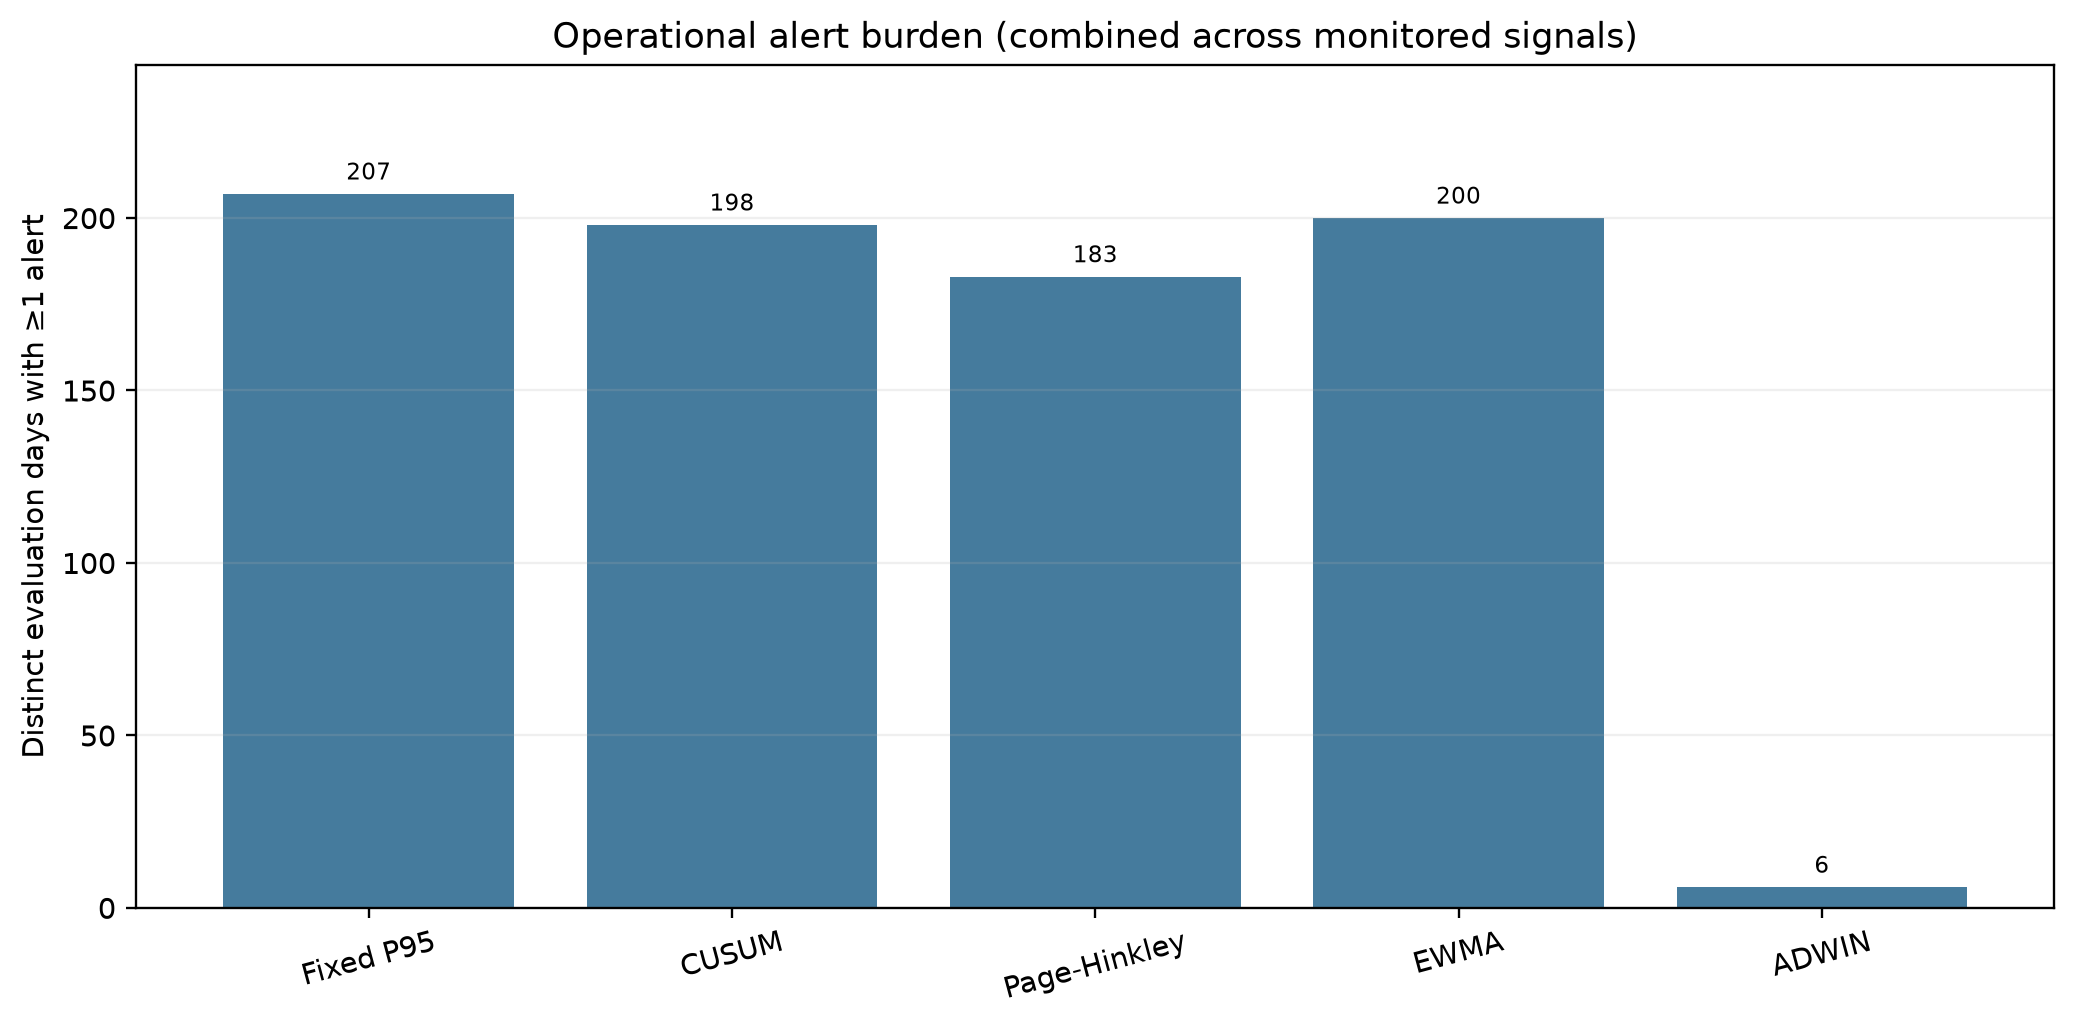 Operational alert burden (combined across monitored signals)
Distinct evaluation days with ≥1 alert
200
150
100
50
0
207
198
183
200
6
Fixed P95
CUSUM
Page-Hinkley
EWMA
ADWIN